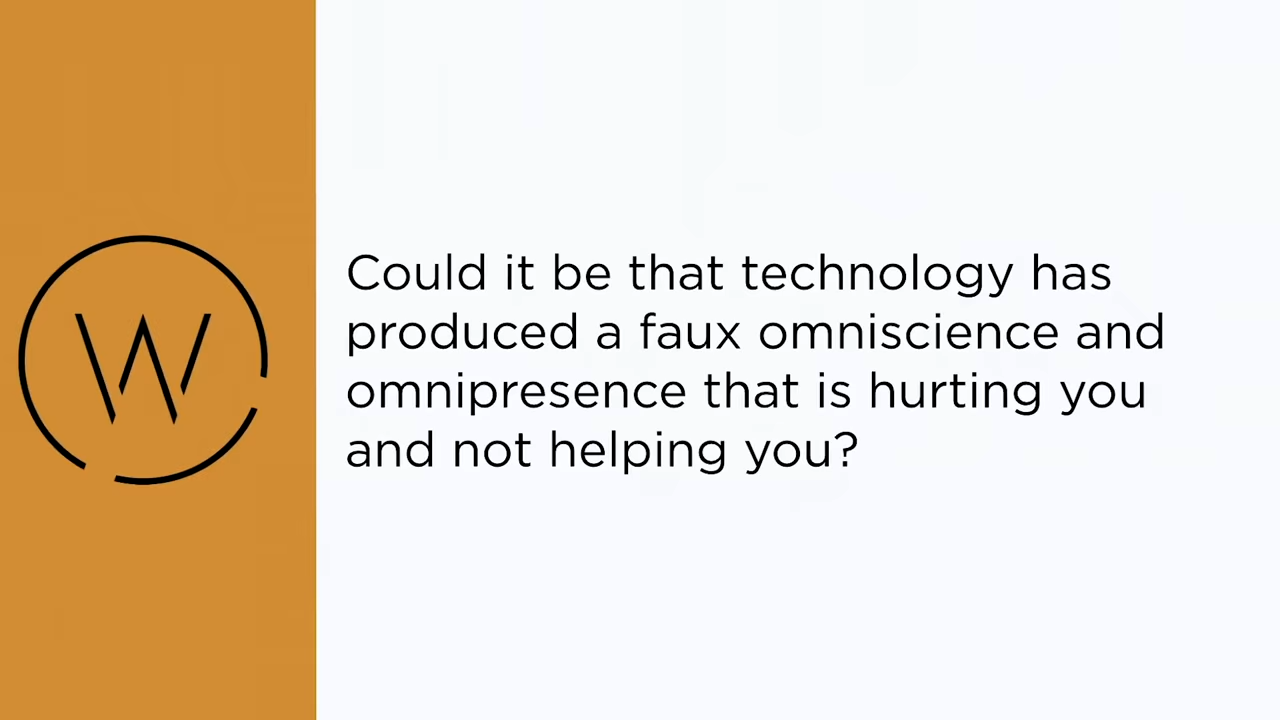 W
Could it be that technology has
produced a faux omniscience and
omnipresence that is hurting you
and not helping you?